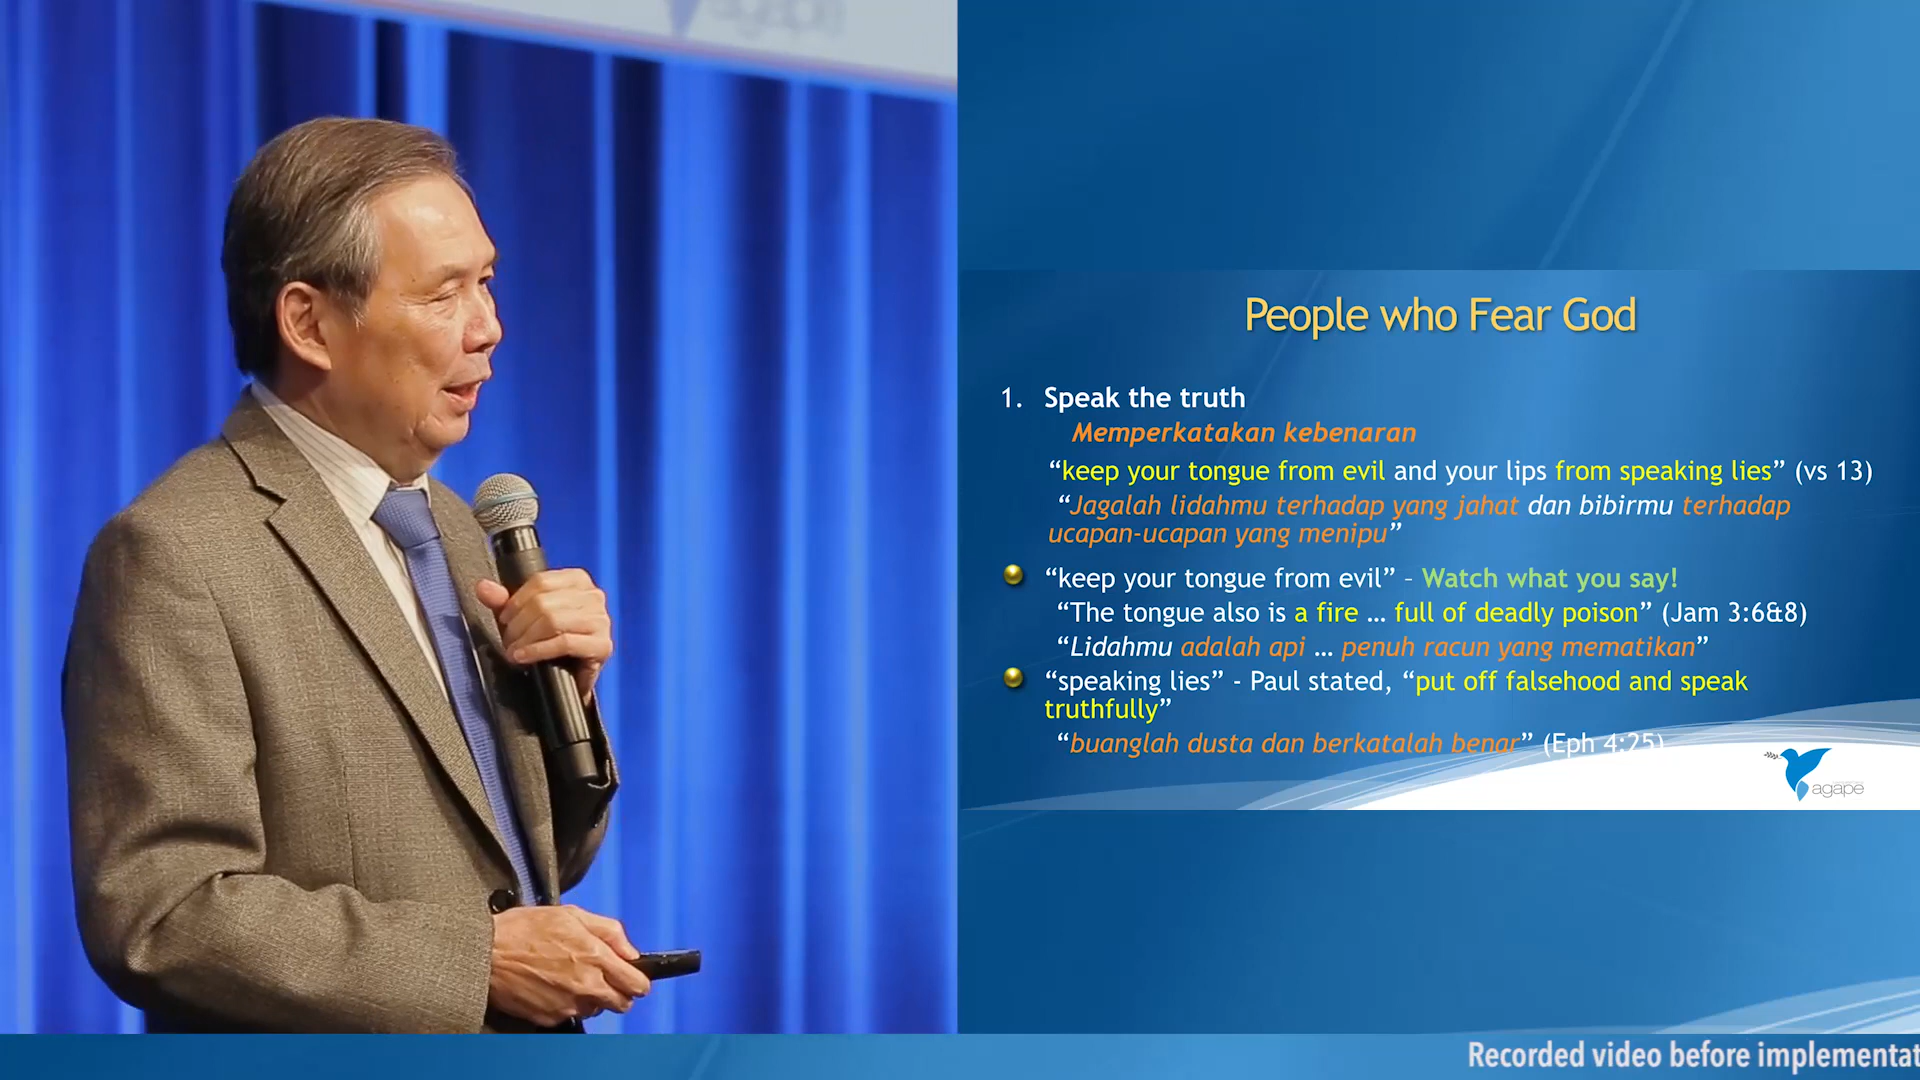 agape
People who Fear God
1. Speak the truth
Memperkatakan kebenaran
“keep your tongue from evil and your lips from speaking lies” (vs 13)
“Jagalah lidahmu terhadap yang jahat dan bibirmu terhadap
ucapan-ucapan yang menipu”
“keep your tongue from evil” – Watch what you say!
“The tongue also is a fire … full of deadly poison” (Jam 3:6&8)
“Lidahmu adalah api … penuh racun yang mematikan”
“speaking lies” - Paul stated, “put off falsehood and speak
truthfully”
“buanglah dusta dan berkatalah benar” (Eph 4:25)
agape
Recorded video before implementat